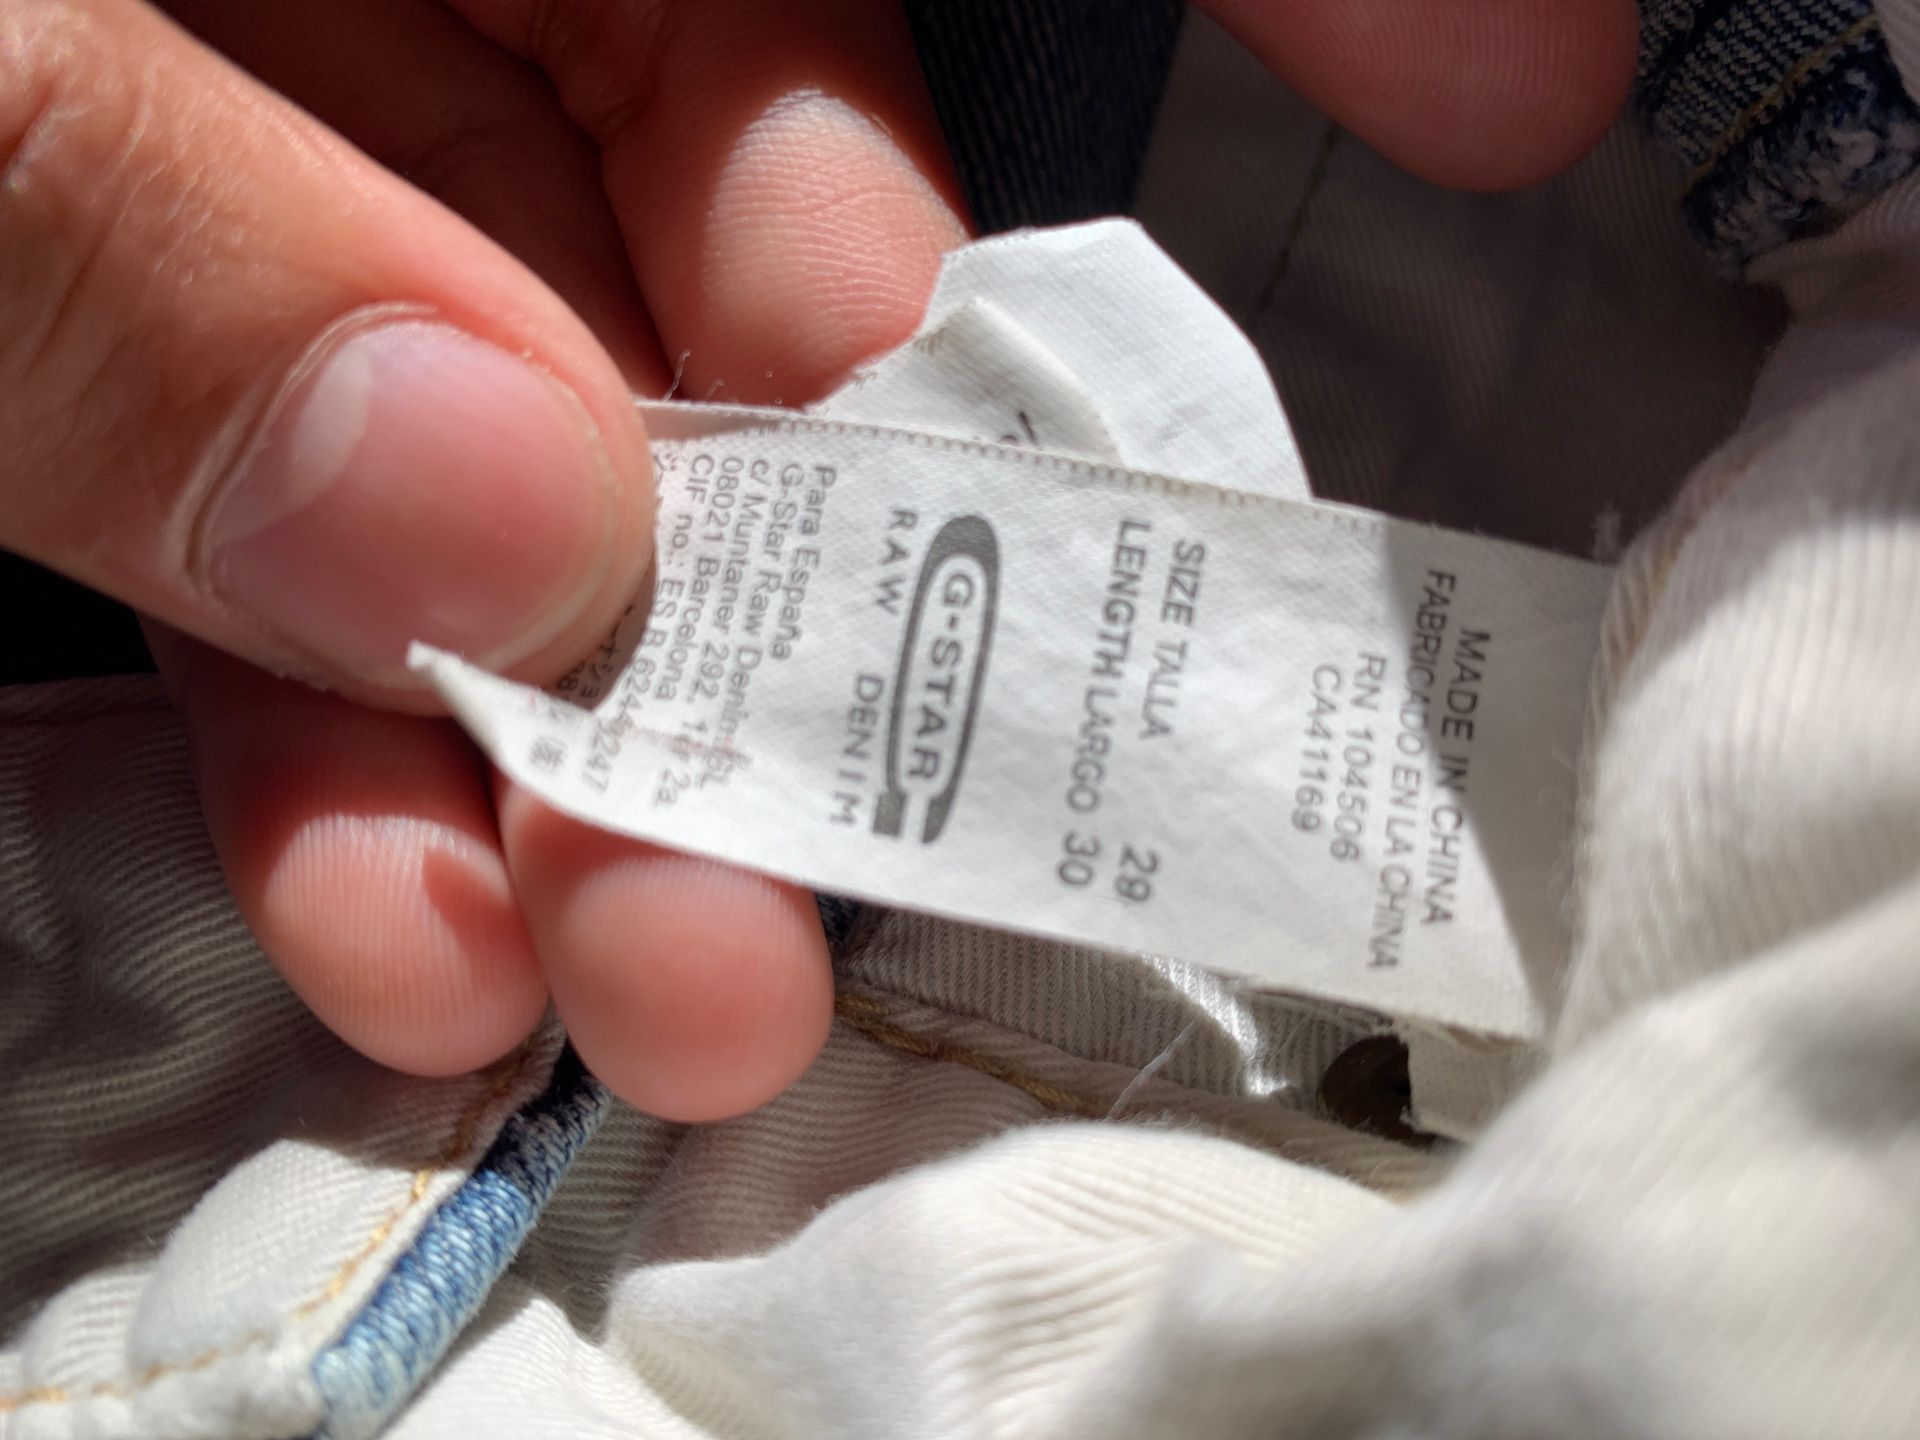 MADE IN CHINA
FABRICADO EN LA CHINA
RN 104506
CA41169
SIZE TALLA 29
LENGTH LARGO 30
G-STAR
RAW DENIM
Para España
G-Star Raw Denim
c/ Muntaner 292,
08021 Barcelona
CIF no.: ES B